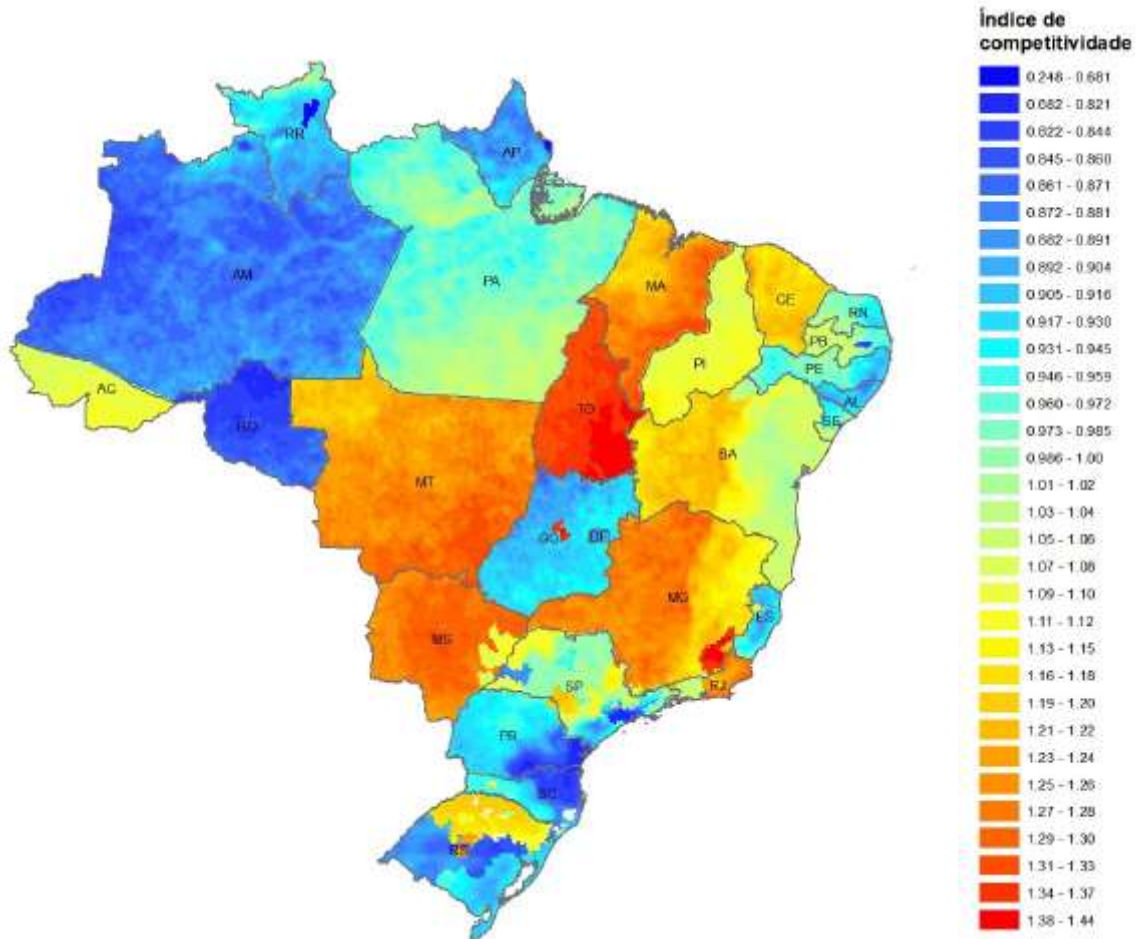 Índice de
competitividade
0.248 - 0.681
0.682 - 0.821
0.822 - 0.844
0.845 - 0.860
0.861 - 0.871
0.872 - 0.881
0.882 - 0.891
0.892 - 0.904
0.905 - 0.916
0.917 - 0.930
0.931 - 0.945
0.946 - 0.959
0.960 - 0.972
0.973 - 0.985
0.986 - 1.00
1.01 - 1.02
1.03 - 1.04
1.05 - 1.06
1.07 - 1.08
1.09 - 1.10
1.11 - 1.12
1.13 - 1.15
1.16 - 1.18
1.19 - 1.20
1.21 - 1.22
1.23 - 1.24
1.25 - 1.26
1.27 - 1.28
1.29 - 1.30
1.31 - 1.33
1.34 - 1.37
1.38 - 1.44
RR
AP
AM
PA
MA
CE
RN
PB
PI
PE
AC
AL
TO
SE
RO
BA
MT
GO
DF
MG
ES
MS
SP
RJ
PR
SC
RS